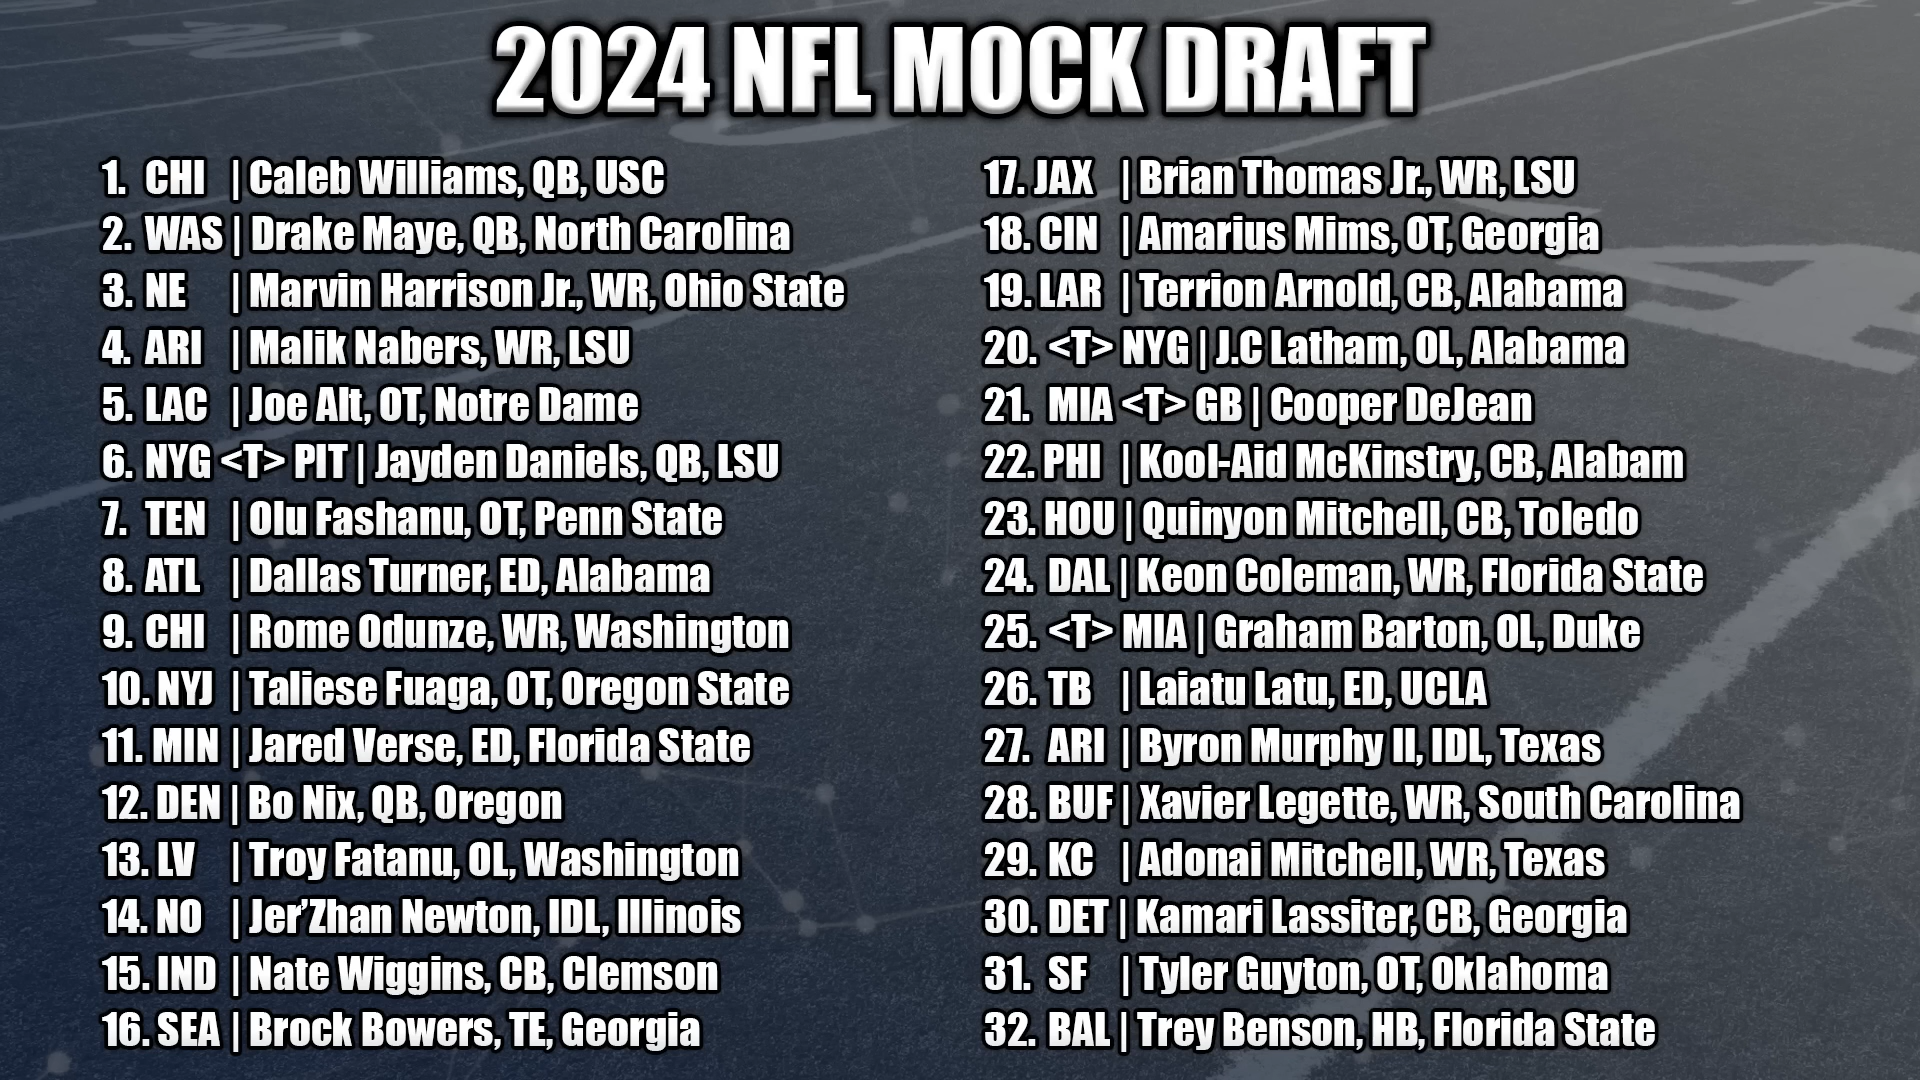 2024 NFL MOCK DRAFT
1. CHI | Caleb Williams, QB, USC
2. WAS | Drake Maye, QB, North Carolina
3. NE | Marvin Harrison Jr., WR, Ohio State
4. ARI | Malik Nabers, WR, LSU
5. LAC | Joe Alt, OT, Notre Dame
6. NYG <T> PIT | Jayden Daniels, QB, LSU
7. TEN | Olu Fashanu, OT, Penn State
8. ATL | Dallas Turner, ED, Alabama
9. CHI | Rome Odunze, WR, Washington
10. NYJ | Taliese Fuaga, OT, Oregon State
11. MIN | Jared Verse, ED, Florida State
12. DEN | Bo Nix, QB, Oregon
13. LV | Troy Fatanu, OL, Washington
14. NO | Jer’Zhan Newton, IDL, Illinois
15. IND | Nate Wiggins, CB, Clemson
16. SEA | Brock Bowers, TE, Georgia
17. JAX | Brian Thomas Jr., WR, LSU
18. CIN | Amarius Mims, OT, Georgia
19. LAR | Terrion Arnold, CB, Alabama
20. <T> NYG | J.C Latham, OL, Alabama
21. MIA <T> GB | Cooper DeJean
22. PHI | Kool-Aid McKinstry, CB, Alabam
23. HOU | Quinyon Mitchell, CB, Toledo
24. DAL | Keon Coleman, WR, Florida State
25. <T> MIA | Graham Barton, OL, Duke
26. TB | Laiatu Latu, ED, UCLA
27. ARI | Byron Murphy II, IDL, Texas
28. BUF | Xavier Legette, WR, South Carolina
29. KC | Adonai Mitchell, WR, Texas
30. DET | Kamari Lassiter, CB, Georgia
31. SF | Tyler Guyton, OT, Oklahoma
32. BAL | Trey Benson, HB, Florida State